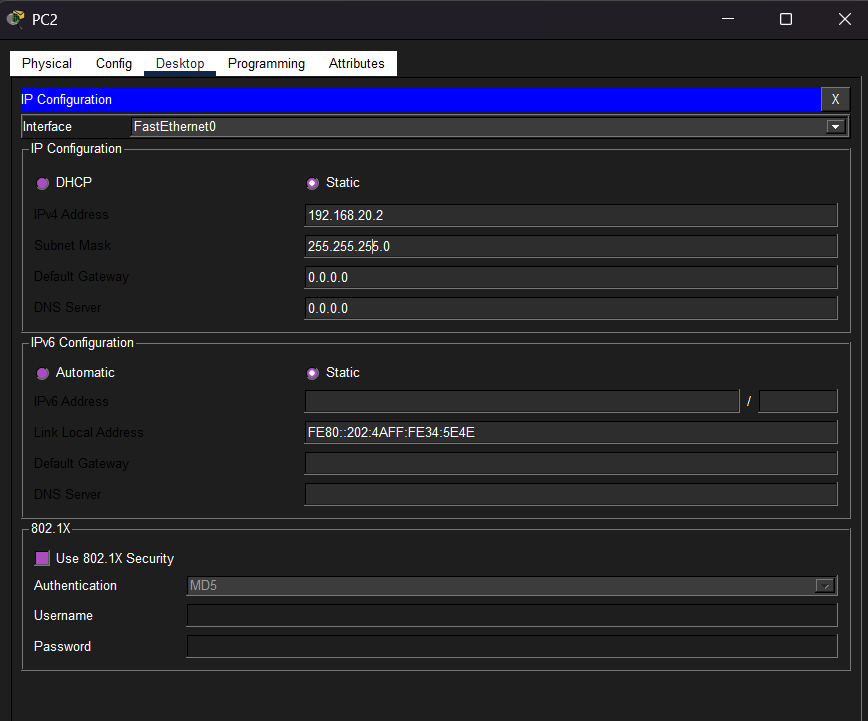 PC2
Physical Config Desktop Programming Attributes
IP Configuration X
Interface FastEthernet0
IP Configuration
DHCP Static
IPv4 Address 192.168.20.2
Subnet Mask 255.255.255.0
Default Gateway 0.0.0.0
DNS Server 0.0.0.0
IPv6 Configuration
Automatic Static
IPv6 Address /
Link Local Address FE80::202:4AFF:FE34:5E4E
Default Gateway
DNS Server
802.1X
Use 802.1X Security
Authentication MD5
Username
Password